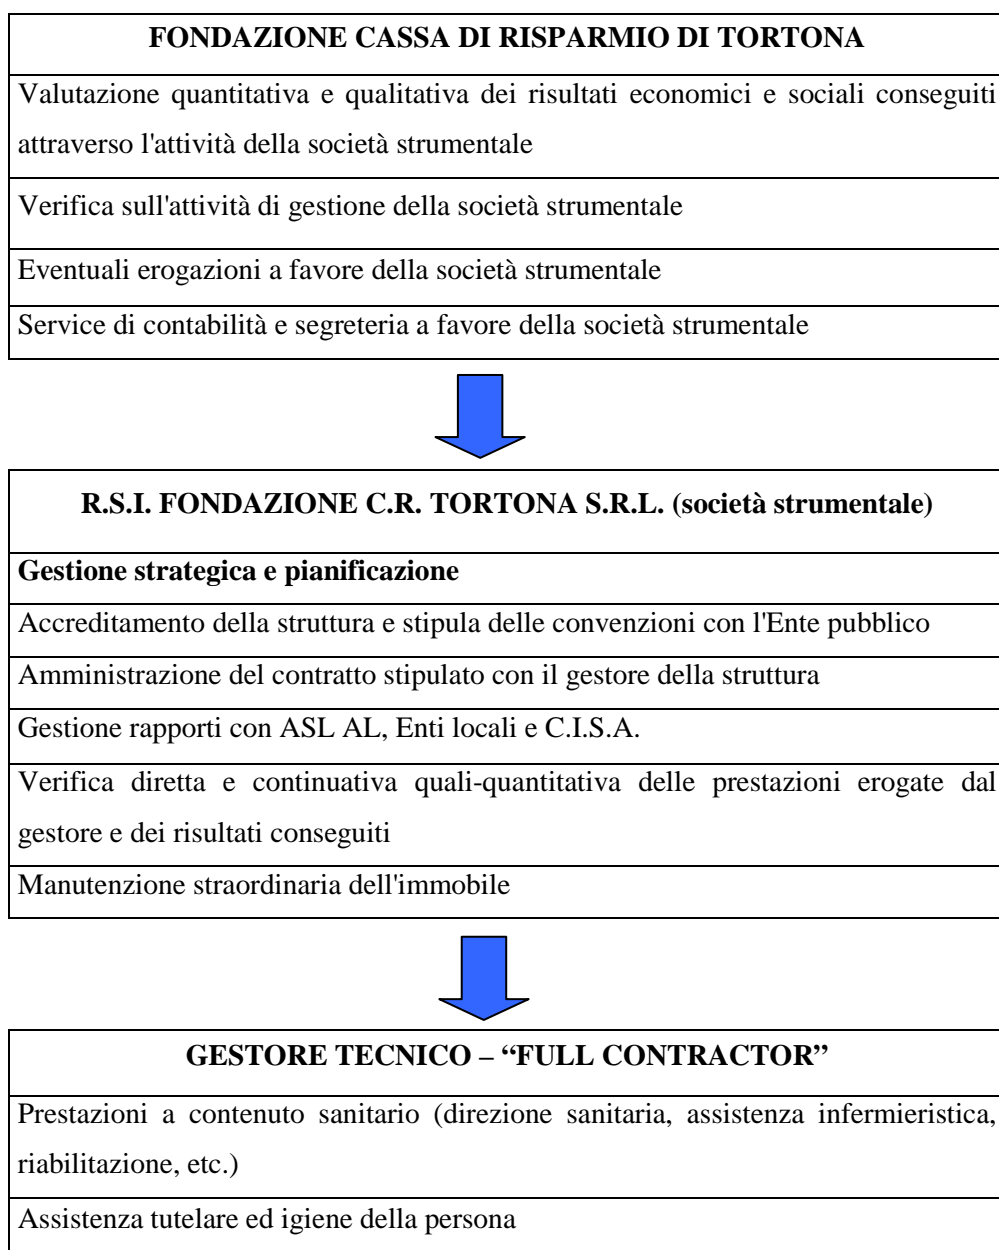 FONDAZIONE CASSA DI RISPARMIO DI TORTONA
Valutazione quantitativa e qualitativa dei risultati economici e sociali conseguiti
attraverso l'attività della società strumentale
Verifica sull'attività di gestione della società strumentale
Eventuali erogazioni a favore della società strumentale
Service di contabilità e segreteria a favore della società strumentale
R.S.I. FONDAZIONE C.R. TORTONA S.R.L. (società strumentale)
Gestione strategica e pianificazione
Accreditamento della struttura e stipula delle convenzioni con l'Ente pubblico
Amministrazione del contratto stipulato con il gestore della struttura
Gestione rapporti con ASL AL, Enti locali e C.I.S.A.
Verifica diretta e continuativa quali-quantitativa delle prestazioni erogate dal
gestore e dei risultati conseguiti
Manutenzione straordinaria dell'immobile
GESTORE TECNICO – “FULL CONTRACTOR”
Prestazioni a contenuto sanitario (direzione sanitaria, assistenza infermieristica,
riabilitazione, etc.)
Assistenza tutelare ed igiene della persona